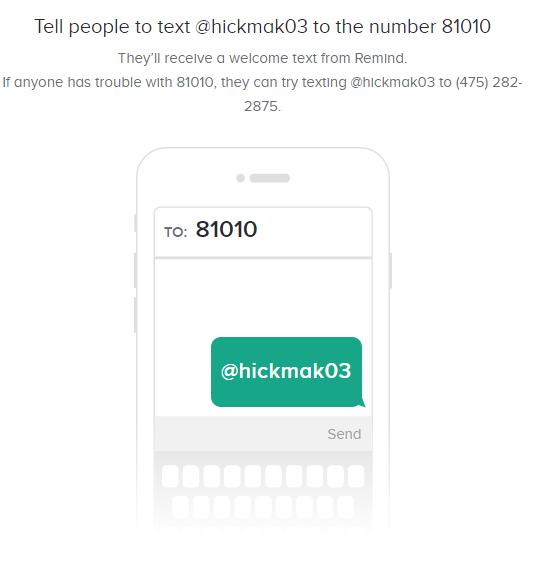 Tell people to text @hickmak03 to the number 81010
They'll receive a welcome text from Remind.
If anyone has trouble with 81010, they can try texting @hickmak03 to (475) 282-
2875.
TO: 81010
@hickmak03
Send